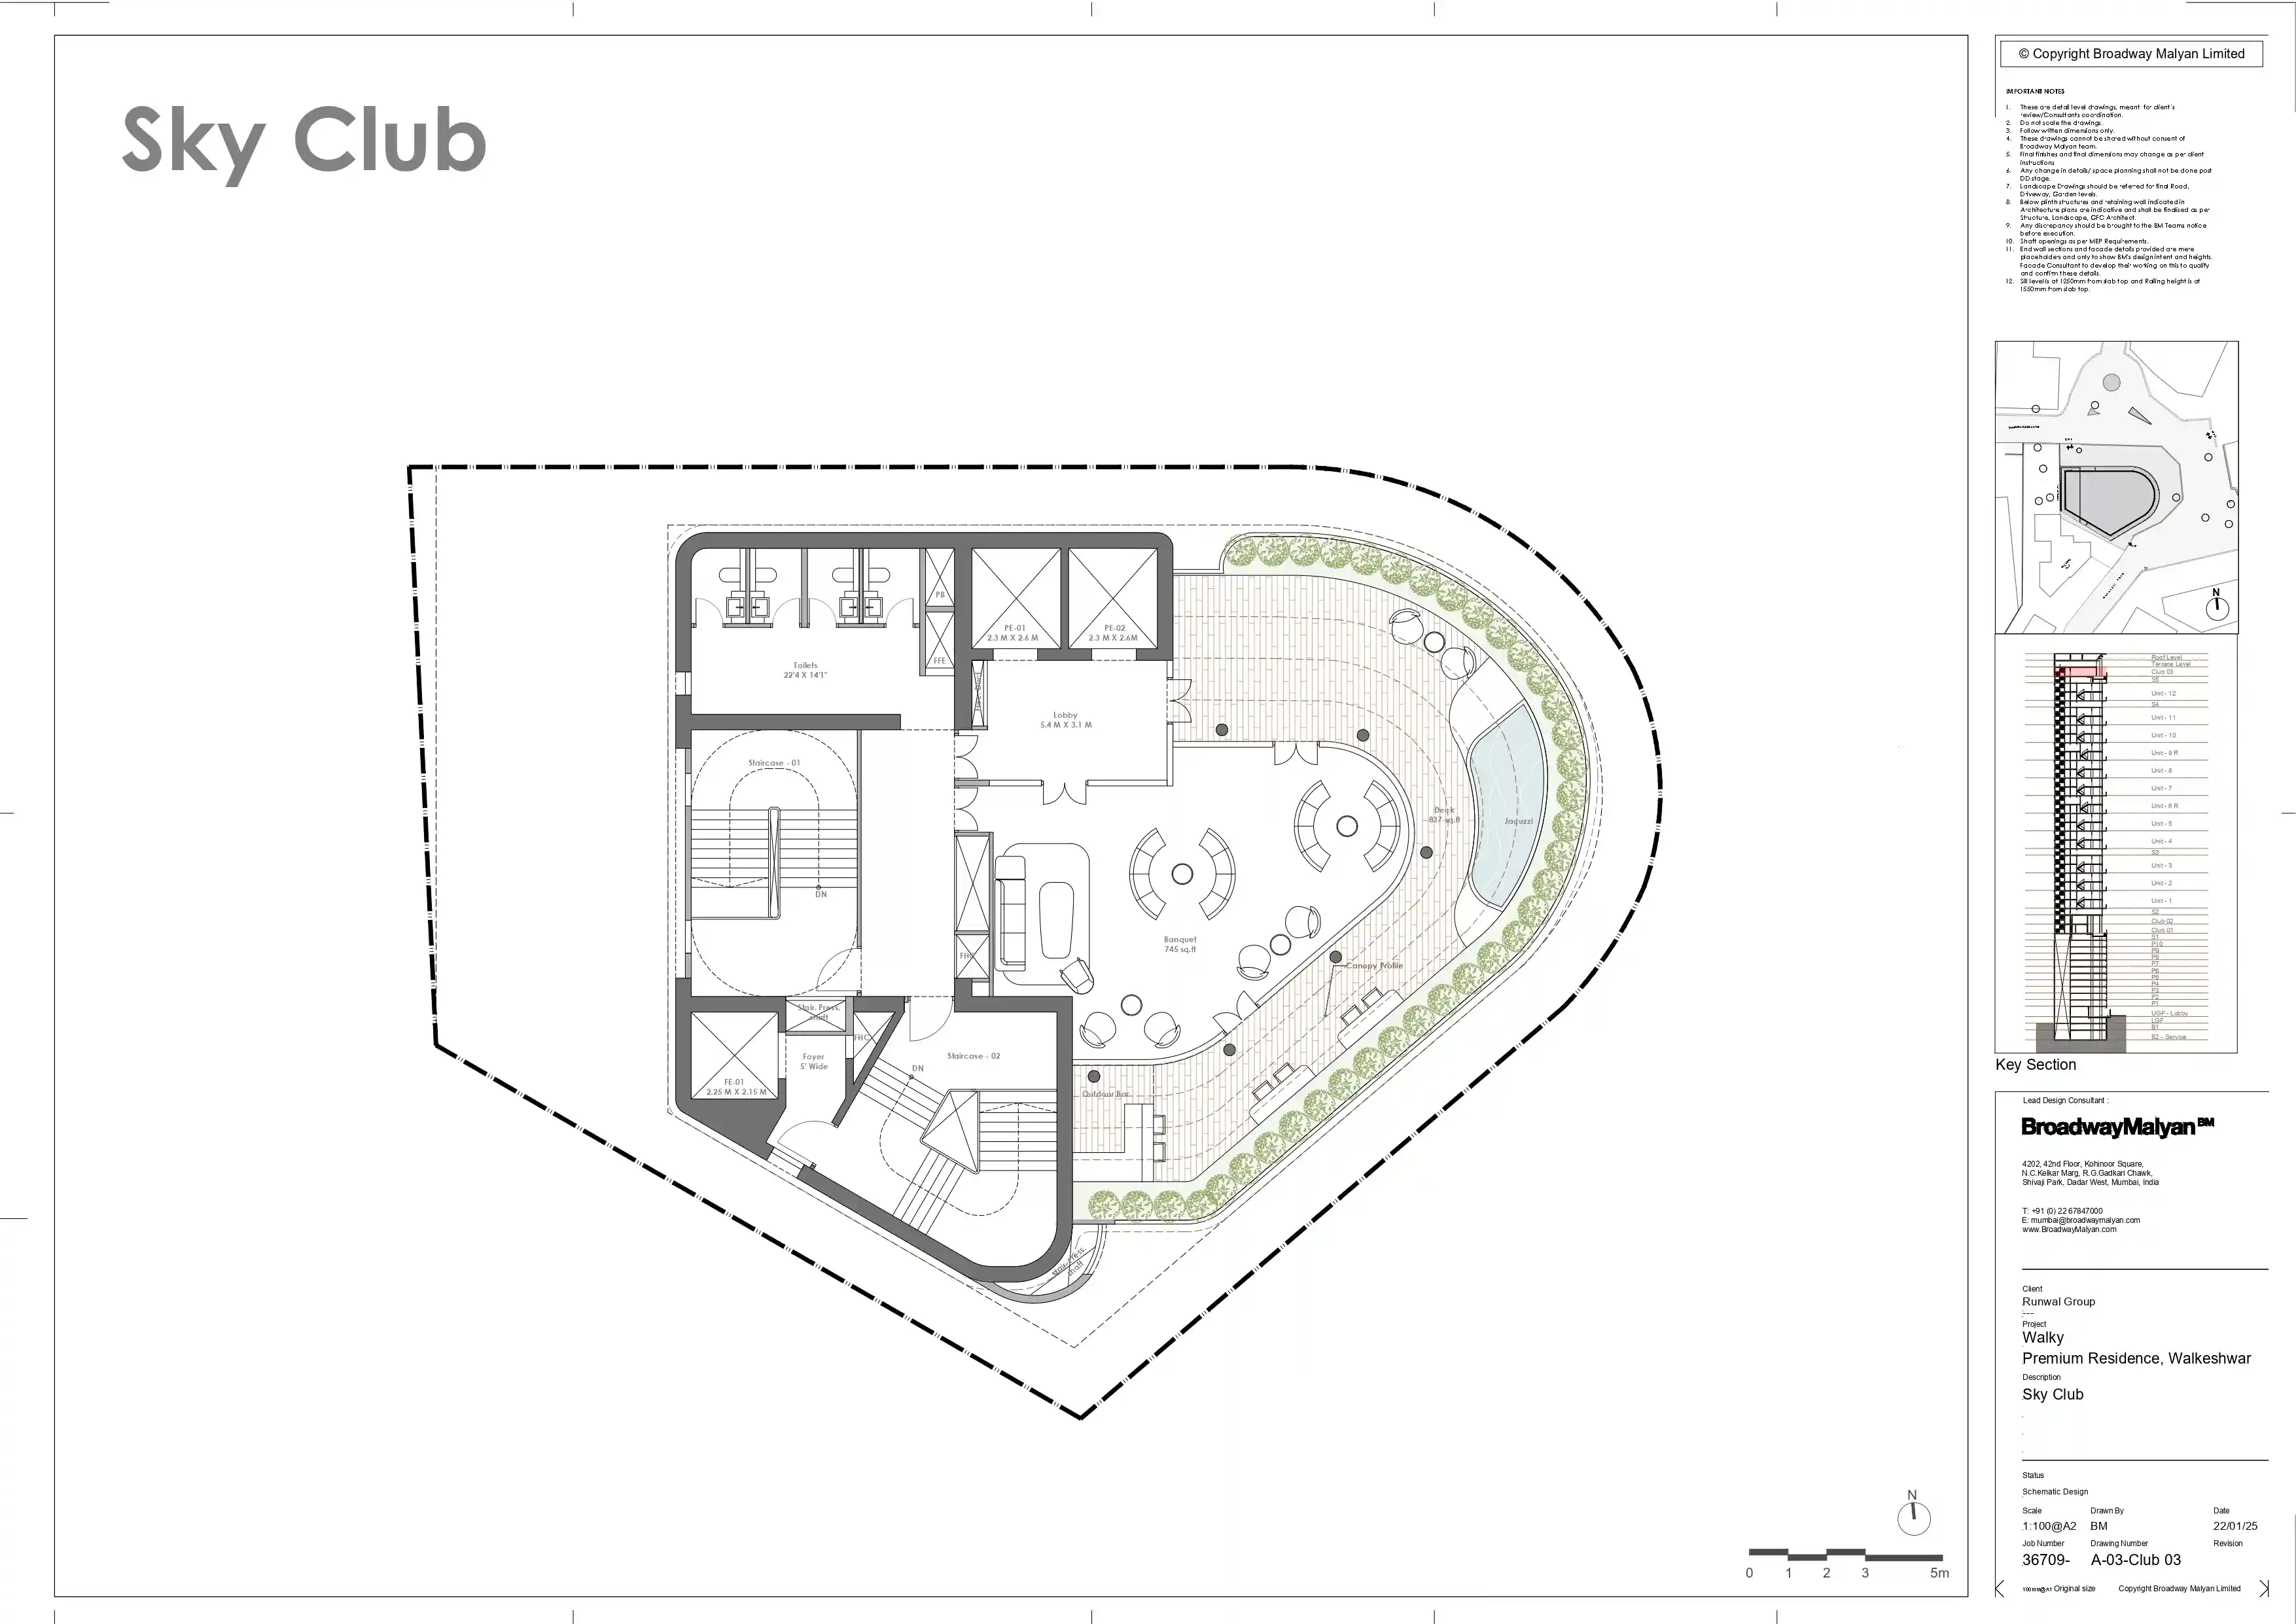 Sky Club
PB
PE-01
2.3 M X 2.6 M
PE-02
2.3 M X 2.6M
FFE
Toilets
22'4 X 14'1"
Lobby
5.4 M X 3.1 M
Staircase - 01
DN
Deck
837 sq.ft
Jacuzzi
Banquet
745 sq.ft
FHC
Canopy Profile
Stair. Press.
shaft
FHC
Foyer
5' Wide
Staircase - 02
DN
FE-01
2.25 M X 2.15 M
Outdoor Bar
Stair. Press.
shaft
N
0 1 2 3 5m
© Copyright Broadway Malyan Limited
IMPORTANT NOTES
1. These are detail level drawings, meant for client's
review/Consultants coordination.
2. Do not scale the drawings.
3. Follow written dimensions only.
4. These drawings cannot be shared without consent of
Broadway Malyan team.
5. Final finishes and final dimensions may change as per client
instructions
6. Any change in details/ space planning shall not be done post
DD stage.
7. Landscape Drawings should be referred for final Road,
Driveway, Garden levels.
8. Below plinth structures and retaining wall indicated in
Architecture plans are indicative and shall be finalised as per
Structure, Landscape, GFC Architect.
9. Any discrepancy should be brought to the BM Teams notice
before execution.
10. Shaft openings as per MEP Requirements.
11. End wall sections and facade details provided are mere
placeholders and only to show BM's design intent and heights.
Facade Consultant to develop their working on this to qualify
and confirm these details.
12. Sill level is at 1250mm from slab top and Railing height is at
1550mm from slab top.
N
Roof Level
Terrace Level
Club 03
S5
Unit - 12
S4
Unit - 11
Unit - 10
Unit - 9 R
Unit - 8
Unit - 7
Unit - 6 R
Unit - 5
Unit - 4
S3
Unit - 3
Unit - 2
Unit - 1
S2
Club 02
Club 01
S1
P10
P9
P8
P7
P6
P5
P4
P3
P2
P1
UGF - Lobby
LGF
B1
B2 - Service
Key Section
Lead Design Consultant :
BroadwayMalyan BM
4202, 42nd Floor, Kohinoor Square,
N.C.Kelkar Marg, R.G.Gadkari Chawk,
Shivaji Park, Dadar West, Mumbai, India
T: +91 (0) 22 67847000
E: mumbai@broadwaymalyan.com
www.BroadwayMalyan.com
Client
Runwal Group
---
Project
Walky
Premium Residence, Walkeshwar
Description
Sky Club
Status
Schematic Design
Scale Drawn By Date
1:100@A2 BM 22/01/25
Job Number Drawing Number Revision
36709- A-03-Club 03
100mm@A1 Original size Copyright Broadway Malyan Limited